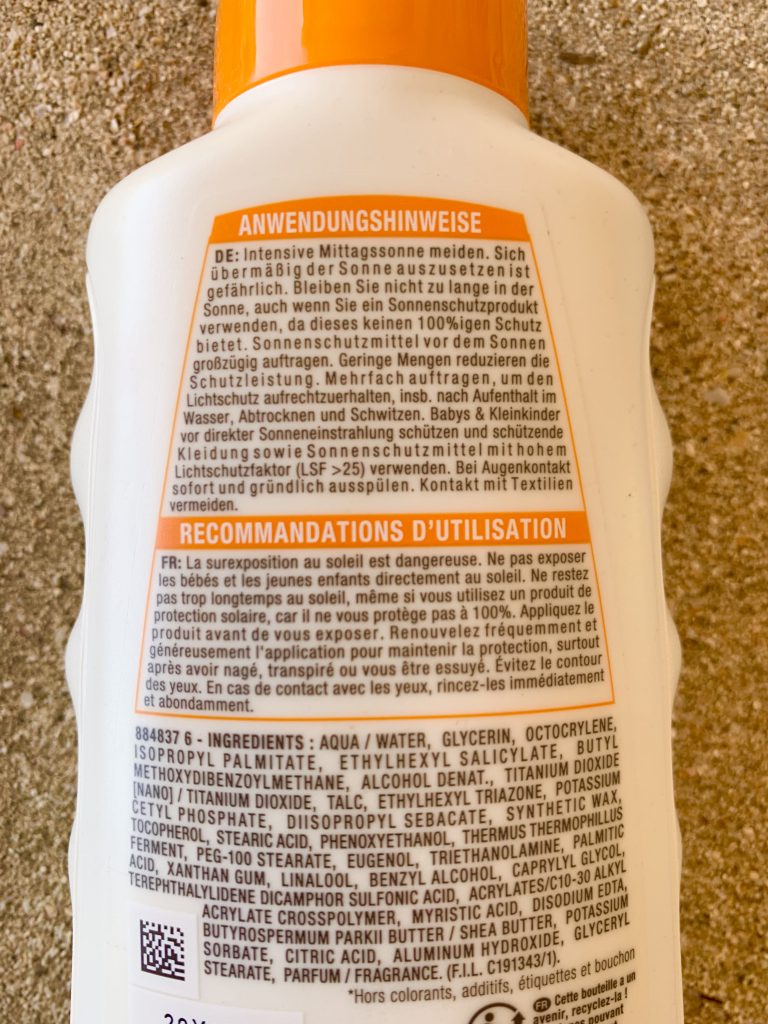 ANWENDUNGSHINWEISE
DE: Intensive Mittagssonne meiden. Sich
übermäßig der Sonne auszusetzen ist
gefährlich. Bleiben Sie nicht zu lange in der
Sonne, auch wenn Sie ein Sonnenschutzprodukt
verwenden, da dieses keinen 100%igen Schutz
bietet. Sonnenschutzmittel vor dem Sonnen
großzügig auftragen. Geringe Mengen reduzieren die
Schutzleistung. Mehrfach auftragen, um den
Lichtschutz aufrechtzuerhalten, insb. nach Aufenthalt im
Wasser, Abtrocknen und Schwitzen. Babys & Kleinkinder
vor direkter Sonneneinstrahlung schützen und schützende
Kleidung sowie Sonnenschutzmittel mit hohem
Lichtschutzfaktor (LSF >25) verwenden. Bei Augenkontakt
sofort und gründlich ausspülen. Kontakt mit Textilien
vermeiden.
RECOMMANDATIONS D'UTILISATION
FR: La surexposition au soleil est dangereuse. Ne pas exposer
les bébés et les jeunes enfants directement au soleil. Ne restez
pas trop longtemps au soleil, même si vous utilisez un produit de
protection solaire, car il ne vous protège pas à 100%. Appliquez le
produit avant de vous exposer. Renouvelez fréquemment et
généreusement l'application pour maintenir la protection, surtout
après avoir nagé, transpiré ou vous être essuyé. Évitez le contour
des yeux. En cas de contact avec les yeux, rincez-les immédiatement
et abondamment.
884837 6 - INGREDIENTS : AQUA / WATER, GLYCERIN, OCTOCRYLENE,
ISOPROPYL PALMITATE, ETHYLHEXYL SALICYLATE, BUTYL
METHOXYDIBENZOYLMETHANE, ALCOHOL DENAT., TITANIUM DIOXIDE
[NANO] / TITANIUM DIOXIDE, TALC, ETHYLHEXYL TRIAZONE, POTASSIUM
CETYL PHOSPHATE, DIISOPROPYL SEBACATE, SYNTHETIC WAX,
TOCOPHEROL, STEARIC ACID, PHENOXYETHANOL, THERMUS THERMOPHILLUS
FERMENT, PEG-100 STEARATE, EUGENOL, TRIETHANOLAMINE, PALMITIC
ACID, XANTHAN GUM, LINALOOL, BENZYL ALCOHOL, CAPRYLYL GLYCOL,
TEREPHTHALYLIDENE DICAMPHOR SULFONIC ACID, ACRYLATES/C10-30 ALKYL
ACRYLATE CROSSPOLYMER, MYRISTIC ACID, DISODIUM EDTA,
BUTYROSPERMUM PARKII BUTTER / SHEA BUTTER, POTASSIUM
SORBATE, CITRIC ACID, ALUMINUM HYDROXIDE, GLYCERYL
STEARATE, PARFUM / FRAGRANCE. (F.I.L. C191343/1).
*Hors colorants, additifs, étiquettes et bouchon
FR Cette bouteille a un
avenir, recyclez-la !